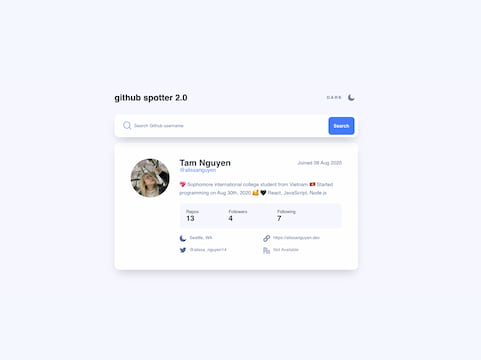 github spotter 2.0
DARK
Search Github username
Search
Tam Nguyen
Joined 28 Aug 2020
@alissanguyen
💖 Sophomore international college student from Vietnam 🇻🇳 Started
programming on Aug 30th, 2020.🥰 🖤 React, JavaScript, Node.js
Repos
Followers
Following
13
4
7
Seattle, WA
https://alissanguyen.dev
@alissa_nguyen14
Not Available